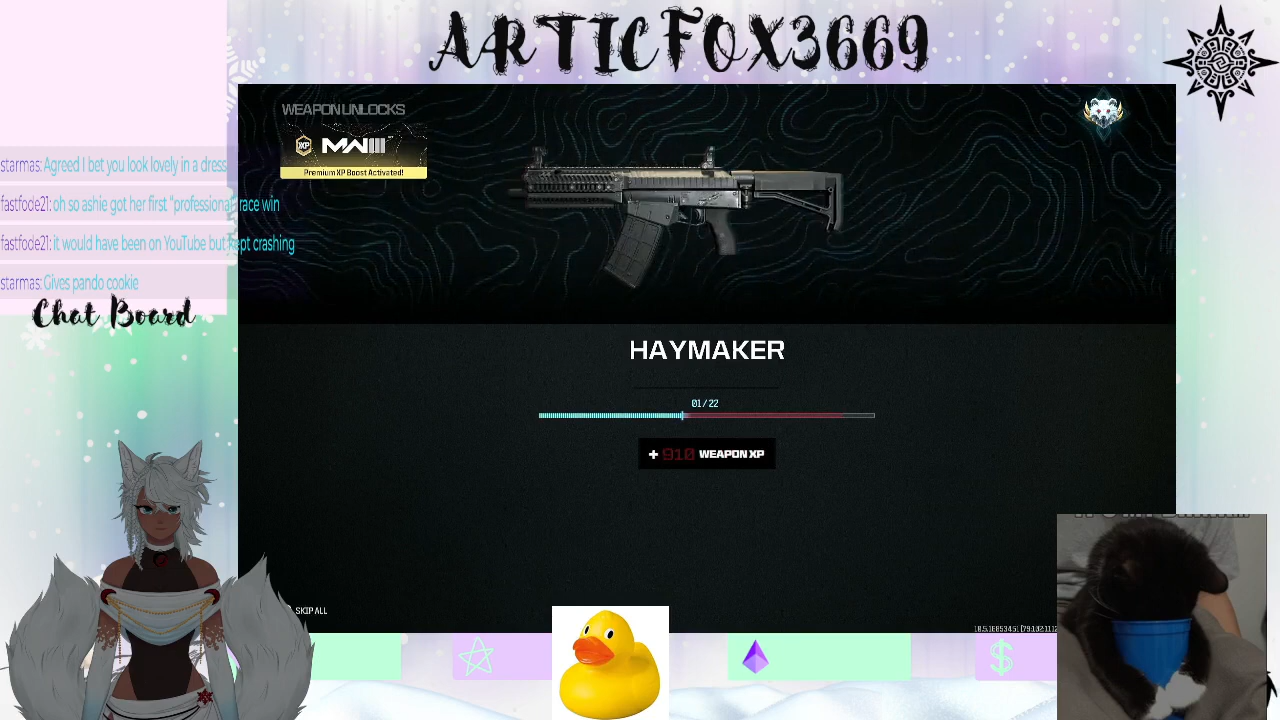 ARTICFOX3669
WEAPON UNLOCKS
XP MWIII
Premium XP Boost Activated!
starmas: Agreed I bet you look lovely in a dress
fastfode21: oh so ashie got her first "professional" race win
fastfode21: it would have been on YouTube but kept crashing
starmas: Gives pando cookie
Chat Board
HAYMAKER
01/22
+ 910 WEAPON XP
SKIP ALL